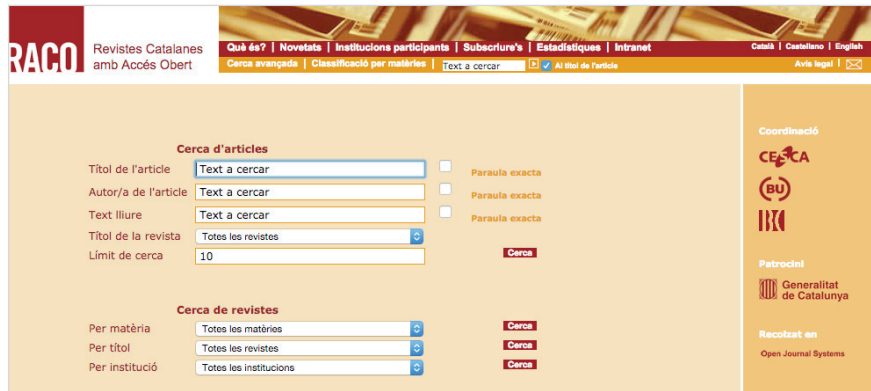 RACO
Revistes Catalanes
amb Accés Obert
Què és? | Novetats | Institucions participants | Subscriure's | Estadístiques | Intranet
Català | Castellano | English
Cerca avançada | Classificació per matèries | Text a cercar Al títol de l'article
Avís legal |
Cerca d'articles
Títol de l'article Text a cercar Paraula exacta
Autor/a de l'article Text a cercar Paraula exacta
Text lliure Text a cercar Paraula exacta
Títol de la revista Totes les revistes
Límit de cerca 10 Cerca
Cerca de revistes
Per matèria Totes les matèries Cerca
Per títol Totes les revistes Cerca
Per institució Totes les institucions Cerca
Coordinació
CESCA
BU
Patrocini
Generalitat
de Catalunya
Recolzat en
Open Journal Systems